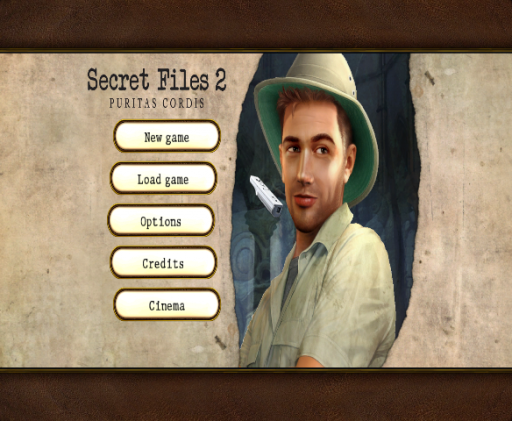 Secret Files 2
PURITAS CORDIS
New game
Load game
Options
Credits
Cinema